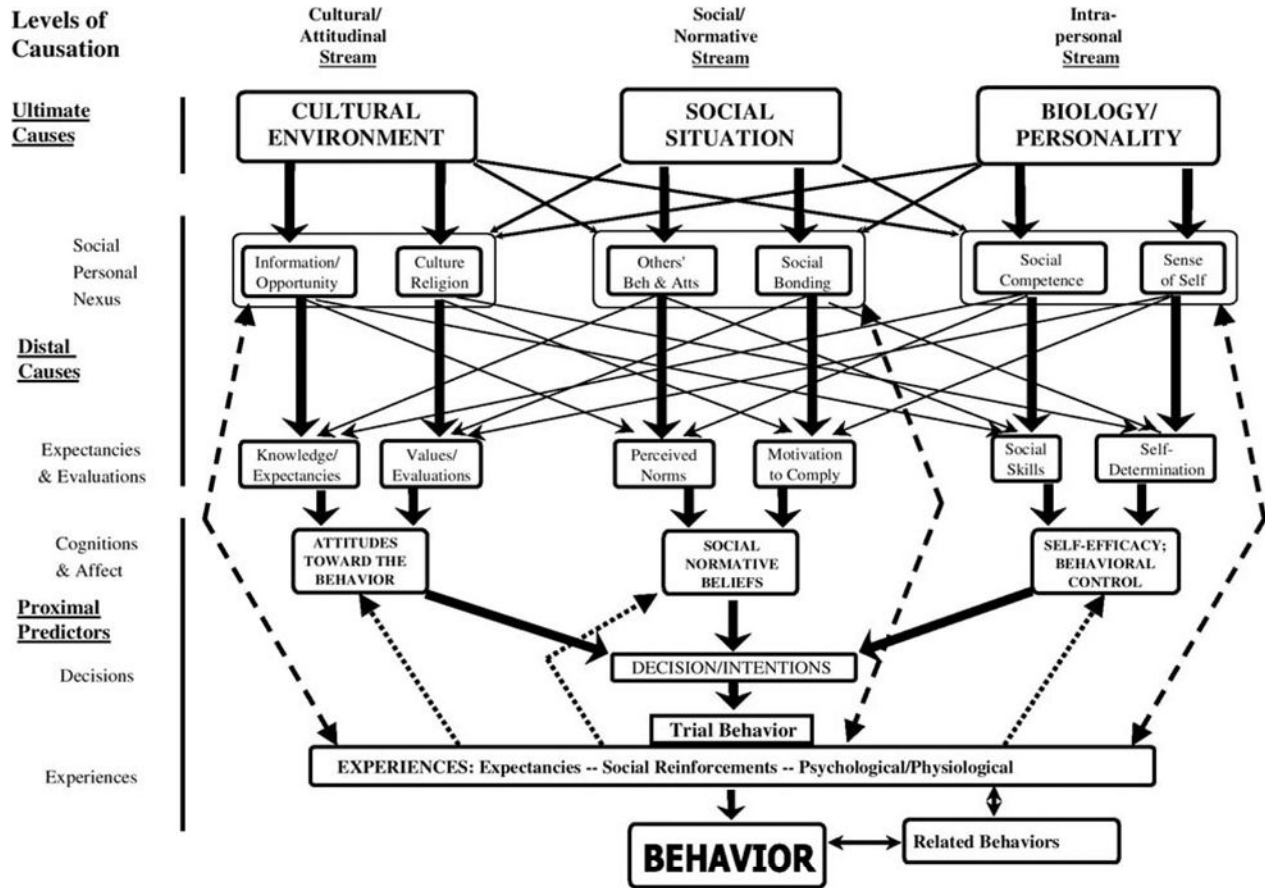 Levels of
Causation
Cultural/
Attitudinal
Stream
Social/
Normative
Stream
Intra-
personal
Stream
Ultimate
Causes
CULTURAL
ENVIRONMENT
SOCIAL
SITUATION
BIOLOGY/
PERSONALITY
Social
Personal
Nexus
Information/
Opportunity
Culture
Religion
Others'
Beh & Atts
Social
Bonding
Social
Competence
Sense
of Self
Distal
Causes
Expectancies
& Evaluations
Knowledge/
Expectancies
Values/
Evaluations
Perceived
Norms
Motivation
to Comply
Social
Skills
Self-
Determination
Cognitions
& Affect
ATTITUDES
TOWARD THE
BEHAVIOR
SOCIAL
NORMATIVE
BELIEFS
SELF-EFFICACY;
BEHAVIORAL
CONTROL
Proximal
Predictors
Decisions
DECISION/INTENTIONS
Trial Behavior
Experiences
EXPERIENCES: Expectancies -- Social Reinforcements -- Psychological/Physiological
BEHAVIOR
Related Behaviors